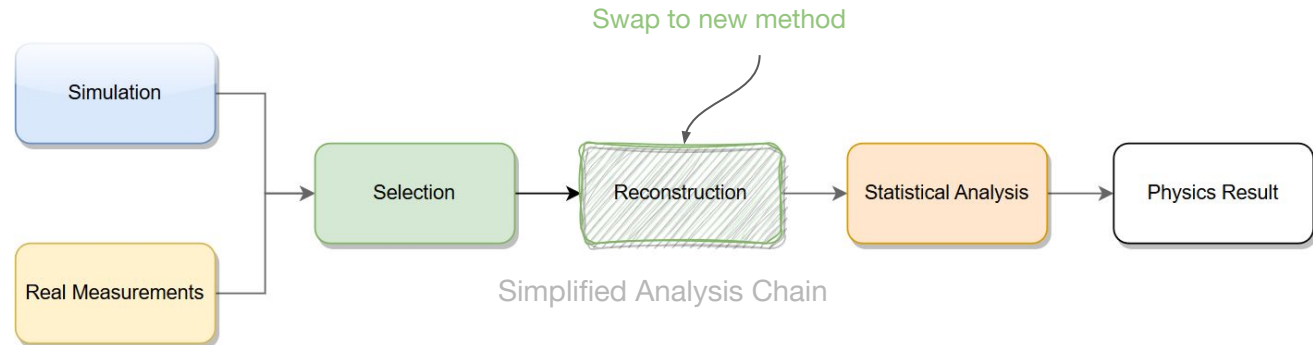 Swap to new method
Simulation
Selection
Reconstruction
Statistical Analysis
Physics Result
Real Measurements
Simplified Analysis Chain